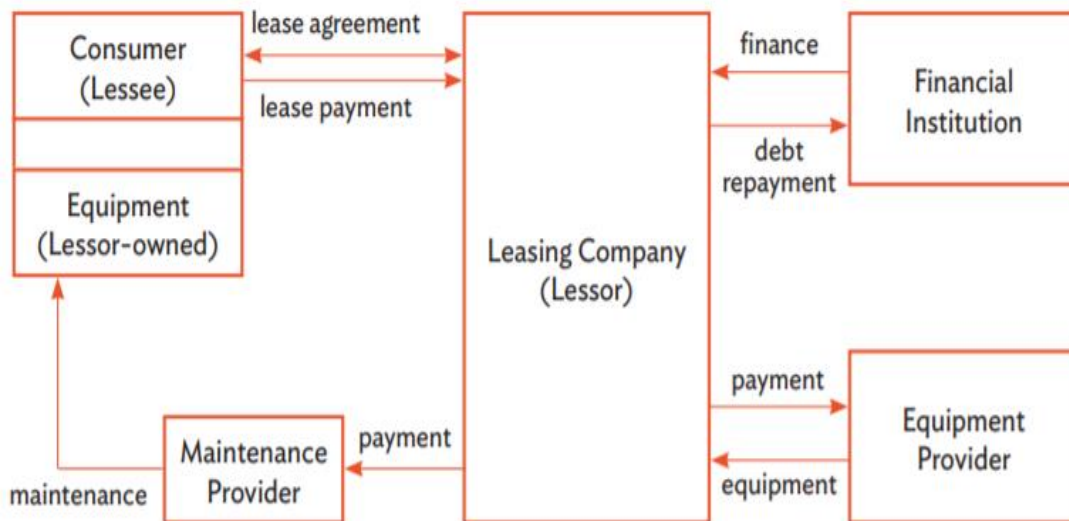 Consumer
(Lessee)
Equipment
(Lessor-owned)
lease agreement
lease payment
Leasing Company
(Lessor)
finance
debt
repayment
Financial
Institution
payment
equipment
Equipment
Provider
payment
Maintenance
Provider
maintenance